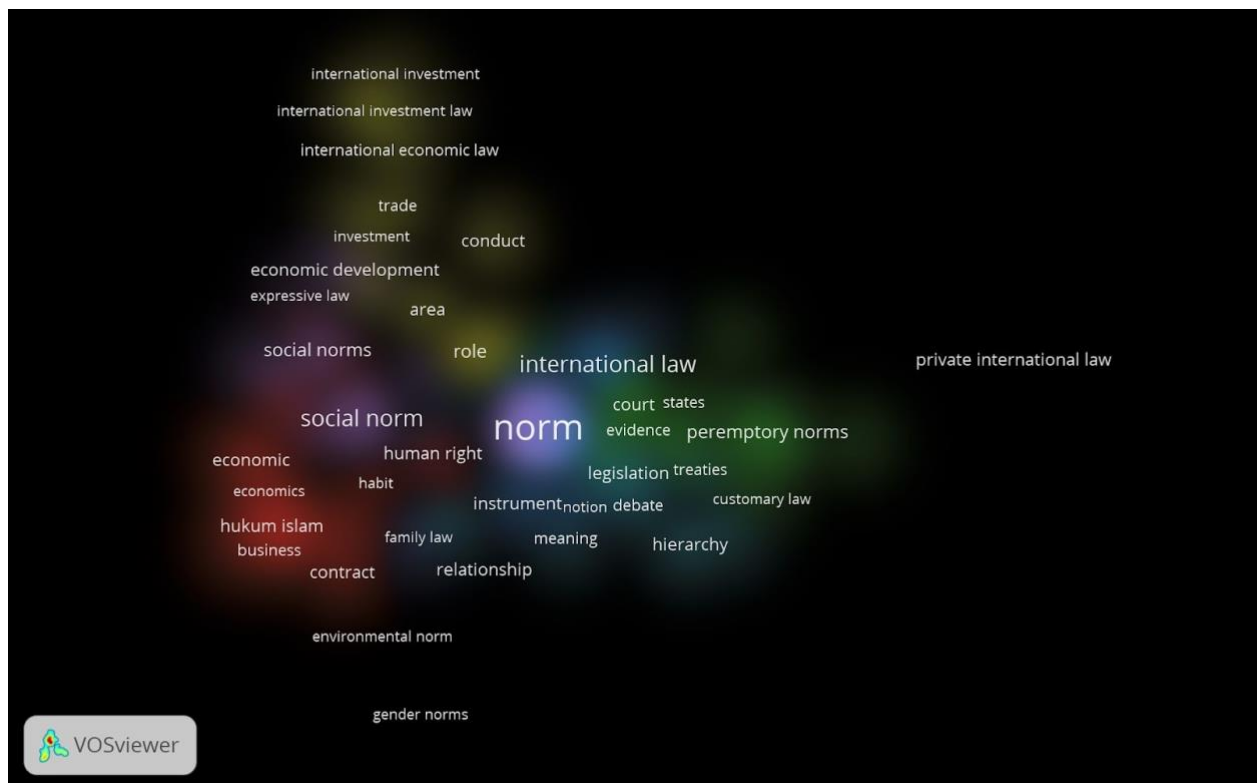 international investment
international investment law
international economic law
trade
investment
conduct
economic development
expressive law
area
social norms
role
international law
private international law
court
states
social norm
norm
evidence
peremptory norms
human right
economic
legislation
treaties
habit
economics
customary law
instrument
notion
debate
hukum islam
family law
meaning
hierarchy
business
contract
relationship
environmental norm
gender norms
VOSviewer